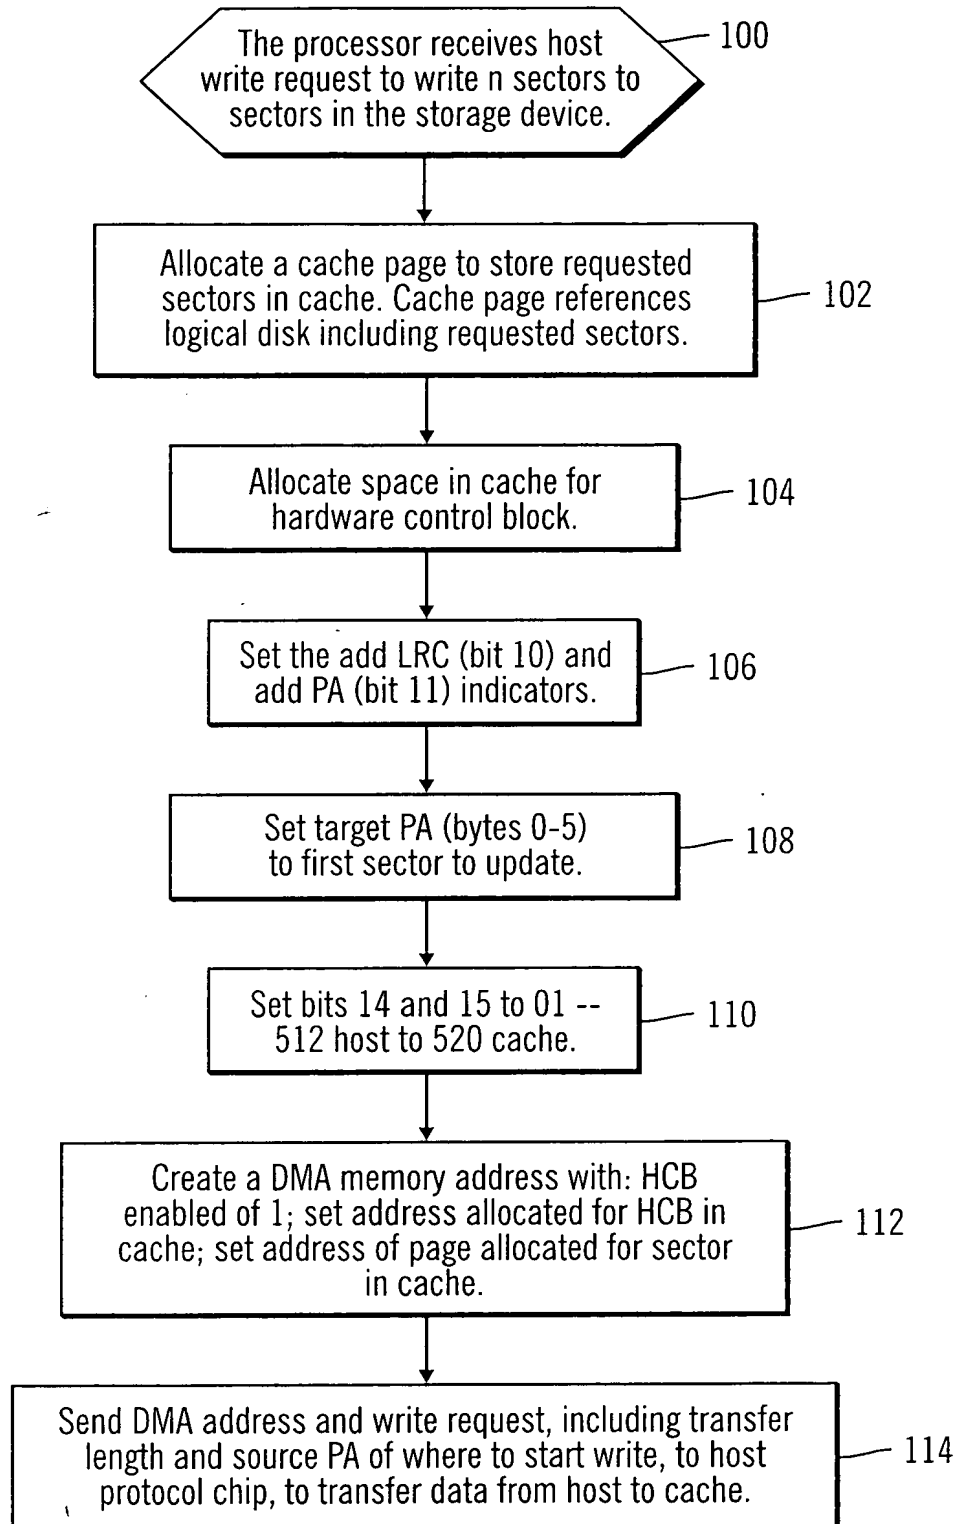 The processor receives host
write request to write n sectors to
sectors in the storage device.
100
Allocate a cache page to store requested
sectors in cache. Cache page references
logical disk including requested sectors.
102
Allocate space in cache for
hardware control block.
104
Set the add LRC (bit 10) and
add PA (bit 11) indicators.
106
Set target PA (bytes 0-5)
to first sector to update.
108
Set bits 14 and 15 to 01 --
512 host to 520 cache.
110
Create a DMA memory address with: HCB
enabled of 1; set address allocated for HCB in
cache; set address of page allocated for sector
in cache.
112
Send DMA address and write request, including transfer
length and source PA of where to start write, to host
protocol chip, to transfer data from host to cache.
114